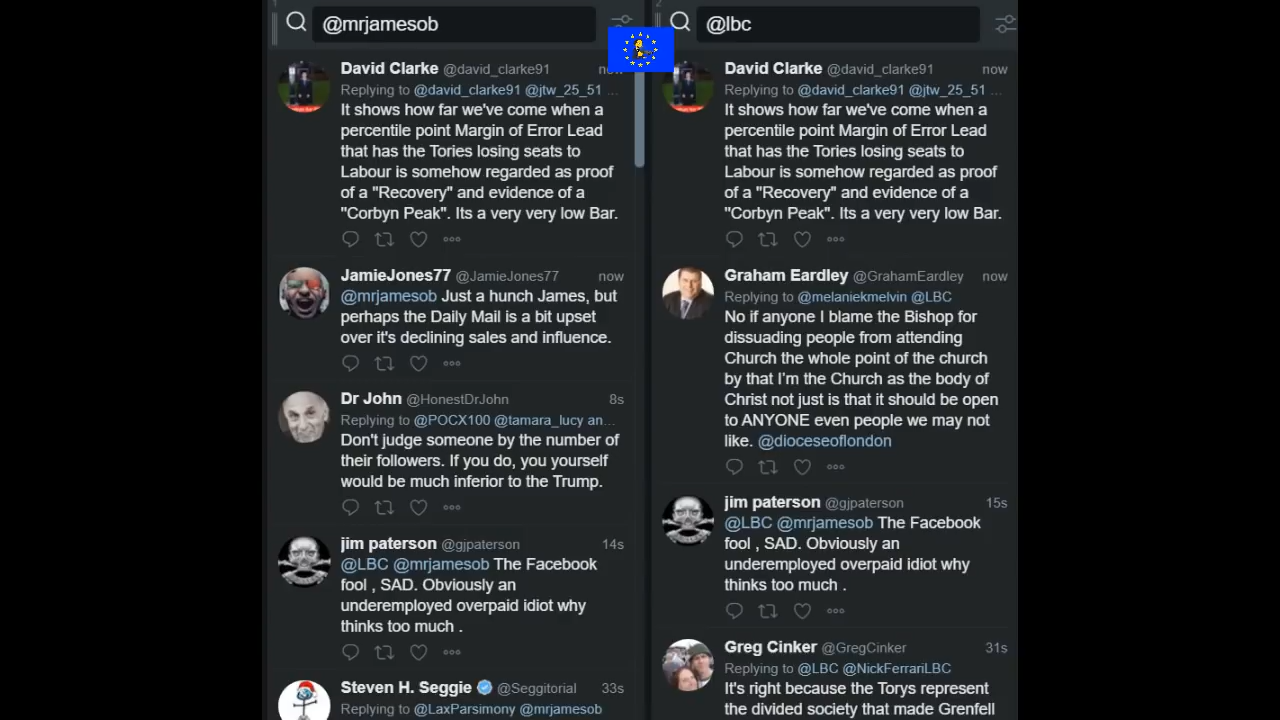 1
@mrjamesob
David Clarke @david_clarke91 now
Replying to @david_clarke91 @jtw_25_51 ...
It shows how far we've come when a
percentile point Margin of Error Lead
that has the Tories losing seats to
Labour is somehow regarded as proof
of a "Recovery" and evidence of a
"Corbyn Peak". Its a very very low Bar.
JamieJones77 @JamieJones77 now
@mrjamesob Just a hunch James, but
perhaps the Daily Mail is a bit upset
over it's declining sales and influence.
Dr John @HonestDrJohn 8s
Replying to @POCX100 @tamara_lucy an...
Don't judge someone by the number of
their followers. If you do, you yourself
would be much inferior to the Trump.
jim paterson @gjpaterson 14s
@LBC @mrjamesob The Facebook
fool , SAD. Obviously an
underemployed overpaid idiot why
thinks too much .
Steven H. Seggie @Seggitorial 33s
Replying to @LaxParsimony @mrjamesob
2
@lbc
David Clarke @david_clarke91 now
Replying to @david_clarke91 @jtw_25_51 ...
It shows how far we've come when a
percentile point Margin of Error Lead
that has the Tories losing seats to
Labour is somehow regarded as proof
of a "Recovery" and evidence of a
"Corbyn Peak". Its a very very low Bar.
Graham Eardley @GrahamEardley now
Replying to @melaniekmelvin @LBC
No if anyone I blame the Bishop for
dissuading people from attending
Church the whole point of the church
by that I'm the Church as the body of
Christ not just is that it should be open
to ANYONE even people we may not
like. @dioceseoflondon
jim paterson @gjpaterson 15s
@LBC @mrjamesob The Facebook
fool , SAD. Obviously an
underemployed overpaid idiot why
thinks too much .
Greg Cinker @GregCinker 31s
Replying to @LBC @NickFerrariLBC
It's right because the Torys represent
the divided society that made Grenfell